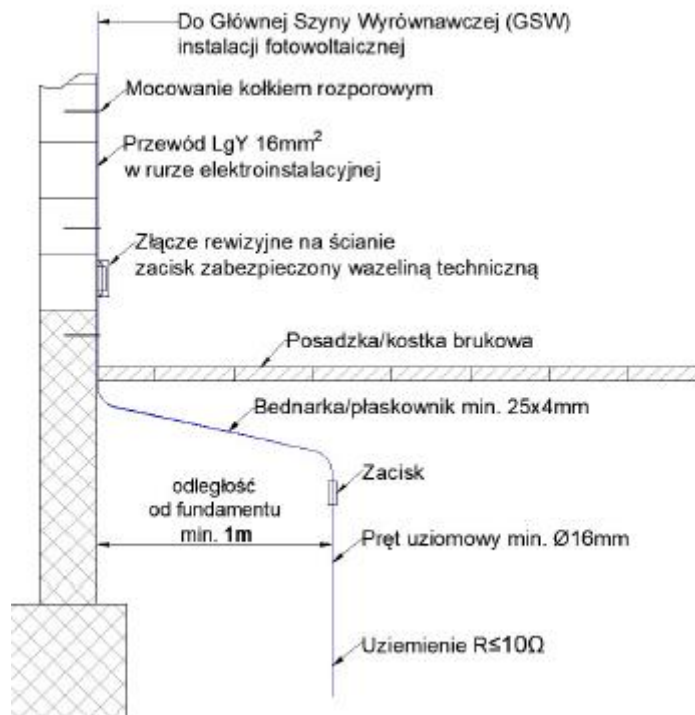 Do Głównej Szyny Wyrównawczej (GSW)
instalacji fotowoltaicznej
Mocowanie kołkiem rozporowym
Przewód LgY 16mm²
w rurze elektroinstalacyjnej
Złącze rewizyjne na ścianie
zacisk zabezpieczony wazeliną techniczną
Posadzka/kostka brukowa
Bednarka/płaskownik min. 25x4mm
Zacisk
odległość
od fundamentu
min. 1m
Pręt uziomowy min. Ø16mm
Uziemienie R≤10Ω